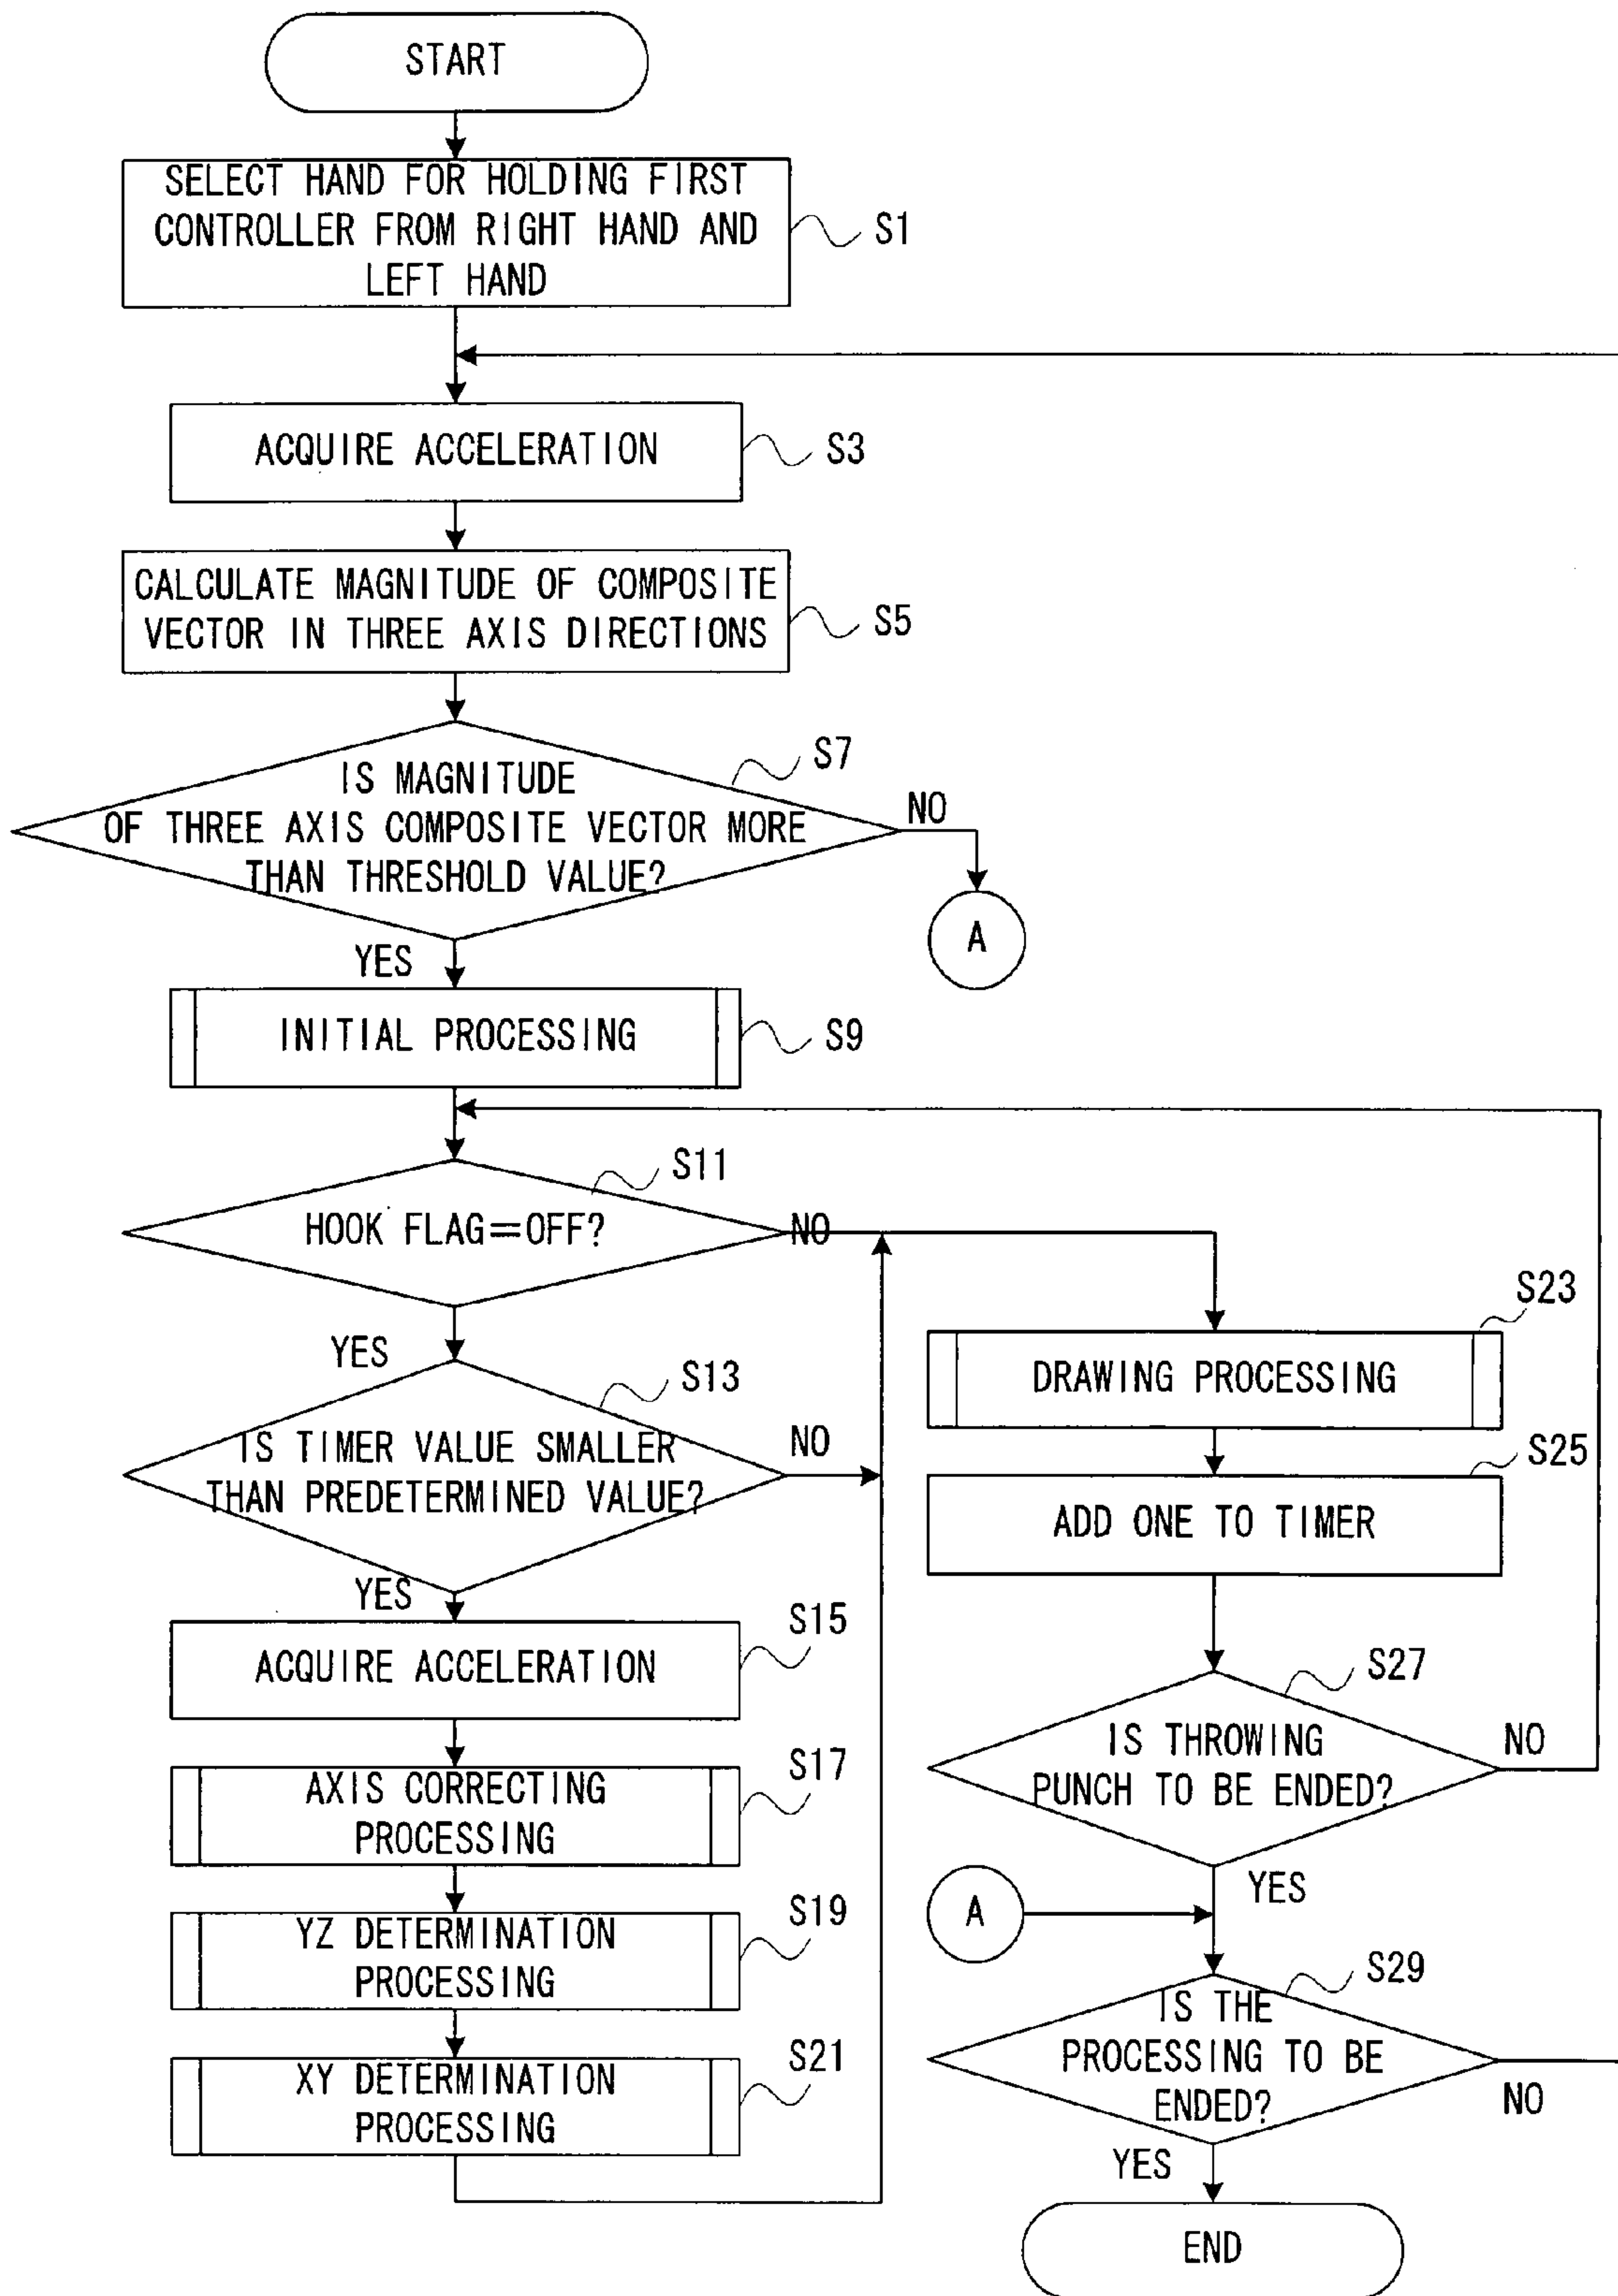 START
SELECT HAND FOR HOLDING FIRST
CONTROLLER FROM RIGHT HAND AND
LEFT HAND
S1
ACQUIRE ACCELERATION
S3
CALCULATE MAGNITUDE OF COMPOSITE
VECTOR IN THREE AXIS DIRECTIONS
S5
S7
IS MAGNITUDE
OF THREE AXIS COMPOSITE VECTOR MORE
THAN THRESHOLD VALUE?
NO
A
YES
INITIAL PROCESSING
S9
S11
HOOK FLAG=OFF?
NO
YES
S13
IS TIMER VALUE SMALLER
THAN PREDETERMINED VALUE?
NO
YES
S15
ACQUIRE ACCELERATION
S17
AXIS CORRECTING
PROCESSING
S19
YZ DETERMINATION
PROCESSING
S21
XY DETERMINATION
PROCESSING
S23
DRAWING PROCESSING
S25
ADD ONE TO TIMER
S27
IS THROWING
PUNCH TO BE ENDED?
NO
YES
A
S29
IS THE
PROCESSING TO BE
ENDED?
NO
YES
END